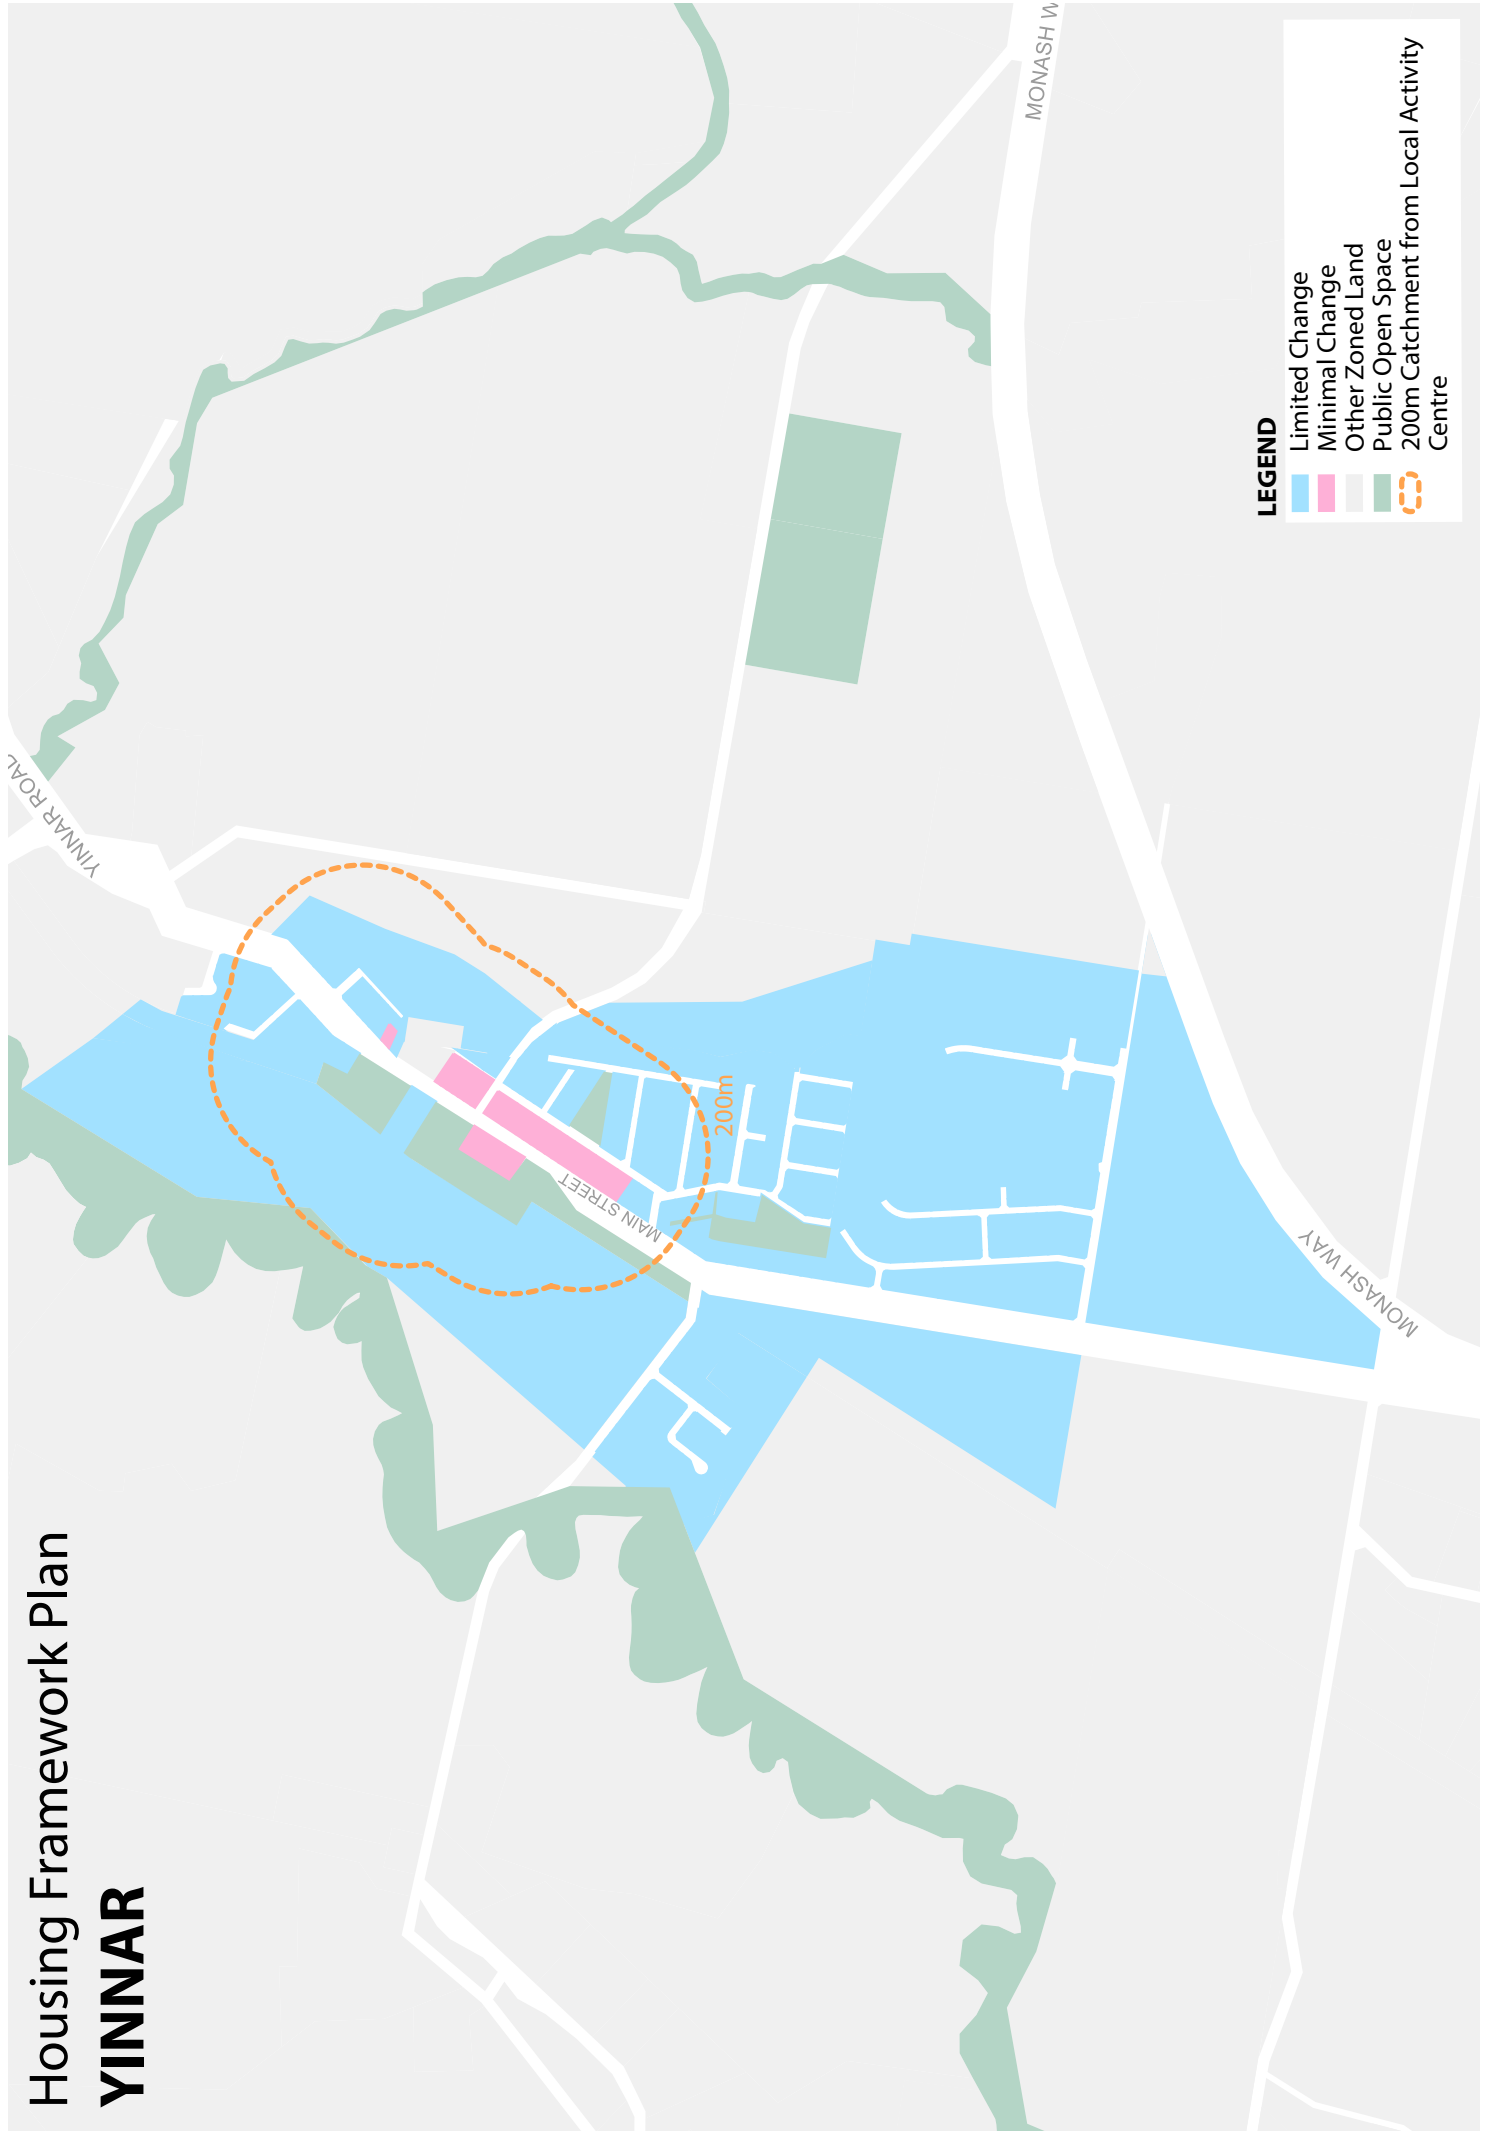 Housing Framework Plan
YINNAR
YINNAR ROAD
MAIN STREET
200m
MONASH W
MONASH WAY
LEGEND
Limited Change
Minimal Change
Other Zoned Land
Public Open Space
200m Catchment from Local Activity
Centre